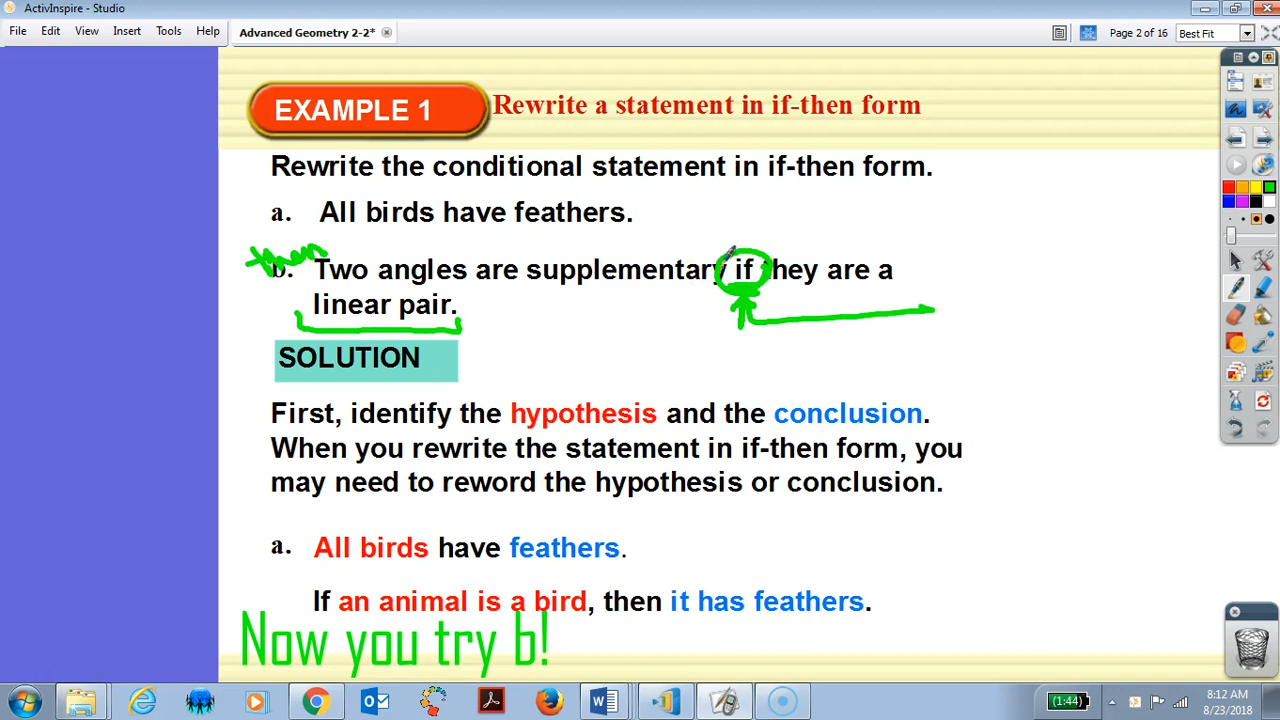 ActivInspire - Studio
File Edit View Insert Tools Help Advanced Geometry 2-2* Page 2 of 16 Best Fit
EXAMPLE 1 Rewrite a statement in if-then form
Rewrite the conditional statement in if-then form.
a. All birds have feathers.
then
b. Two angles are supplementary if they are a
linear pair.
SOLUTION
First, identify the hypothesis and the conclusion.
When you rewrite the statement in if-then form, you
may need to reword the hypothesis or conclusion.
a. All birds have feathers.
If an animal is a bird, then it has feathers.
Now you try b!
(1:44) 8:12 AM
8/23/2018